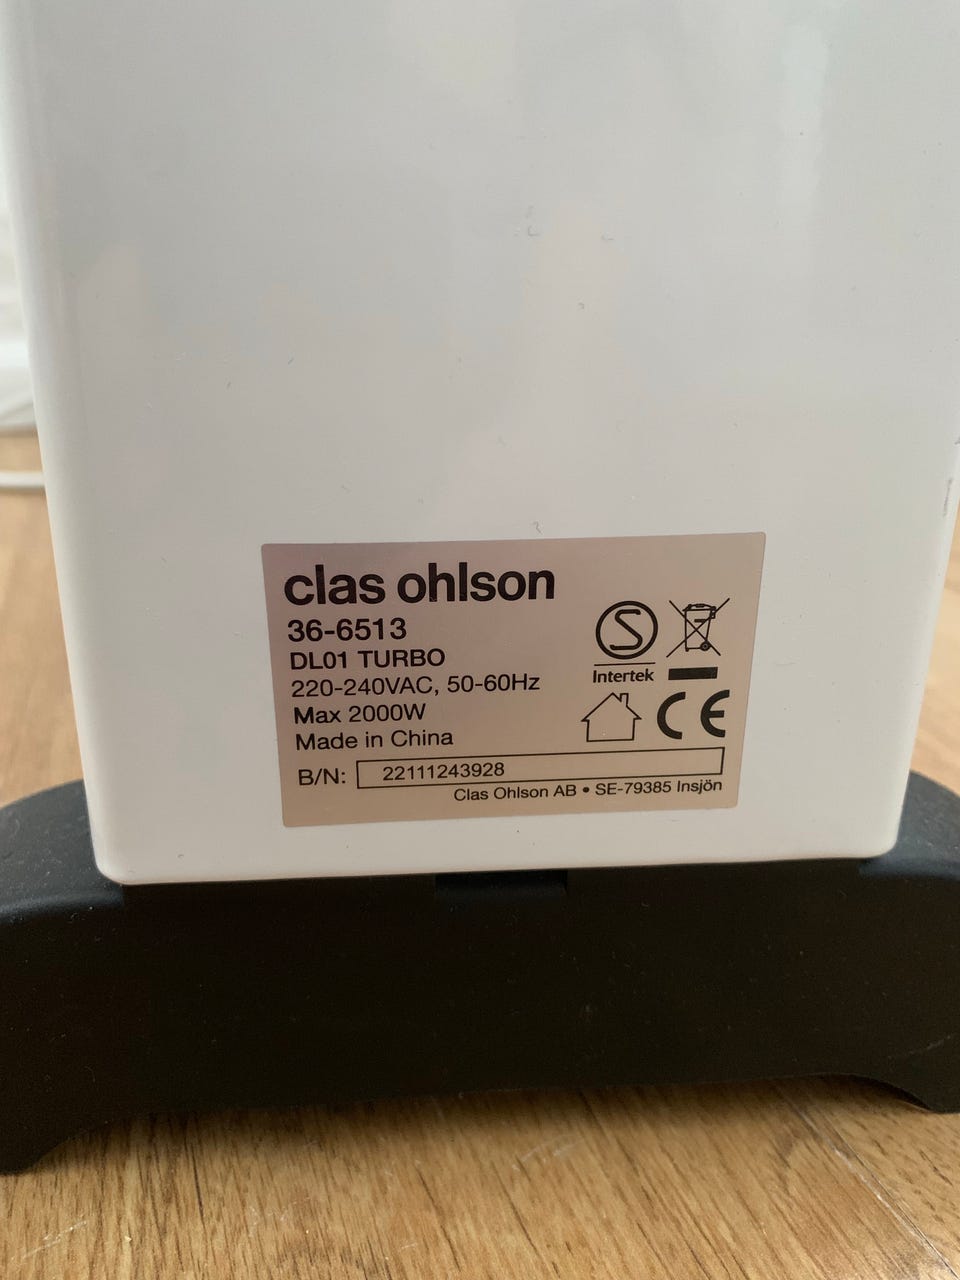 clas ohlson
36-6513
DL01 TURBO
220-240VAC, 50-60Hz
Max 2000W
Made in China
S
Intertek
CE
B/N: 22111243928
Clas Ohlson AB • SE-79385 Insjön